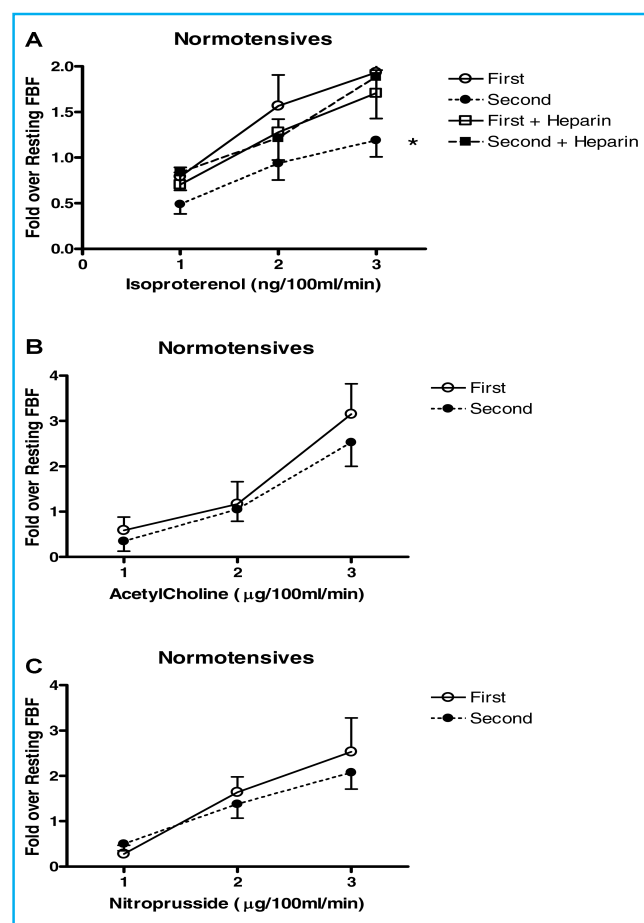 A
Normotensives
Fold over Resting FBF
2.0
1.5
1.0
0.5
0.0
0 1 2 3
Isoproterenol (ng/100ml/min)
First
Second
First + Heparin
Second + Heparin
*
B
Normotensives
Fold over Resting FBF
4
3
2
1
0
1 2 3
AcetylCholine ( μg/100ml/min)
First
Second
C
Normotensives
Fold over Resting FBF
4
3
2
1
0
1 2 3
Nitroprusside (μg/100ml/min)
First
Second